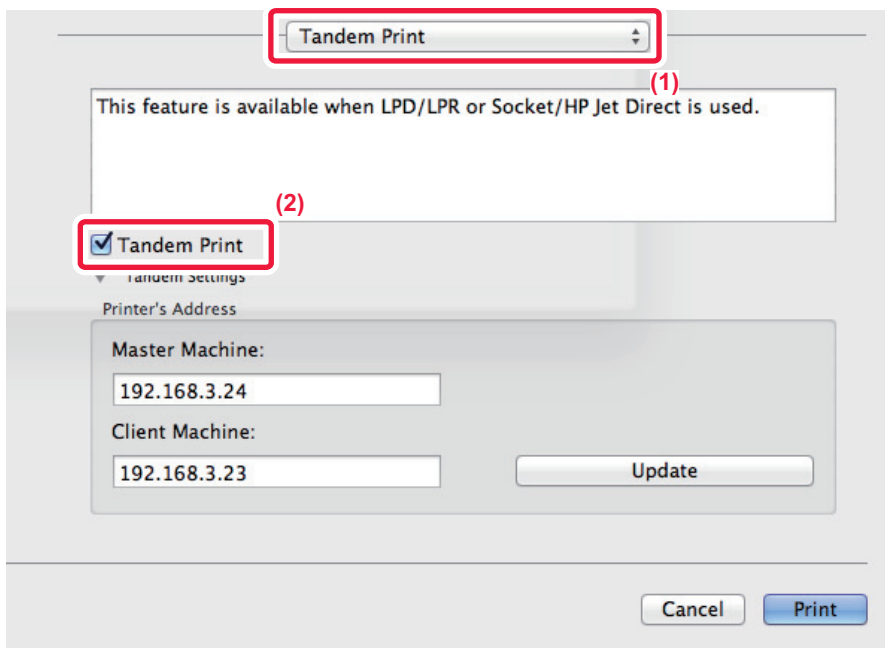 Tandem Print
(1)
This feature is available when LPD/LPR or Socket/HP Jet Direct is used.
(2)
Tandem Print
Tandem Settings
Printer's Address
Master Machine:
192.168.3.24
Client Machine:
192.168.3.23
Update
Cancel
Print